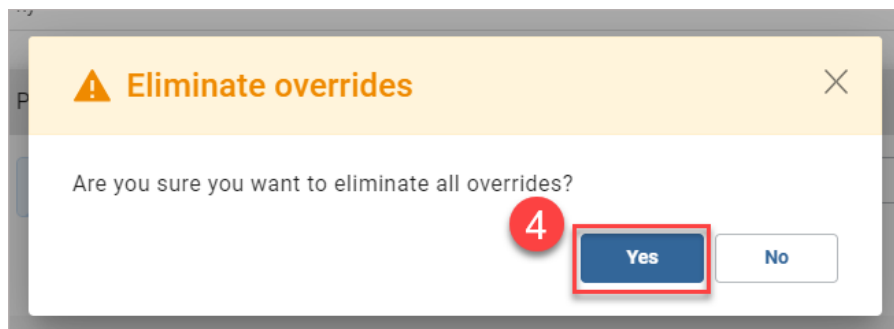 Eliminate overrides
P
Are you sure you want to eliminate all overrides?
4
Yes
No